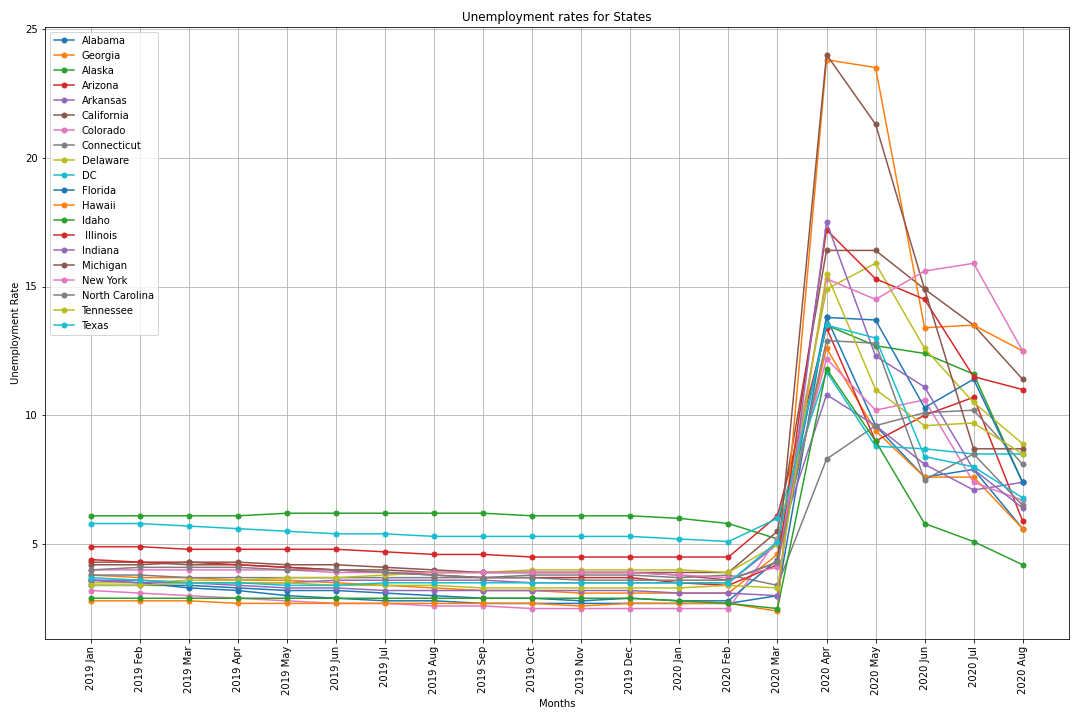 Unemployment rates for States
25
20
15
10
5
Unemployment Rate
Alabama
Georgia
Alaska
Arizona
Arkansas
California
Colorado
Connecticut
Delaware
DC
Florida
Hawaii
Idaho
Illinois
Indiana
Michigan
New York
North Carolina
Tennessee
Texas
2019 Jan
2019 Feb
2019 Mar
2019 Apr
2019 May
2019 Jun
2019 Jul
2019 Aug
2019 Sep
2019 Oct
2019 Nov
2019 Dec
2020 Jan
2020 Feb
2020 Mar
2020 Apr
2020 May
2020 Jun
2020 Jul
2020 Aug
Months